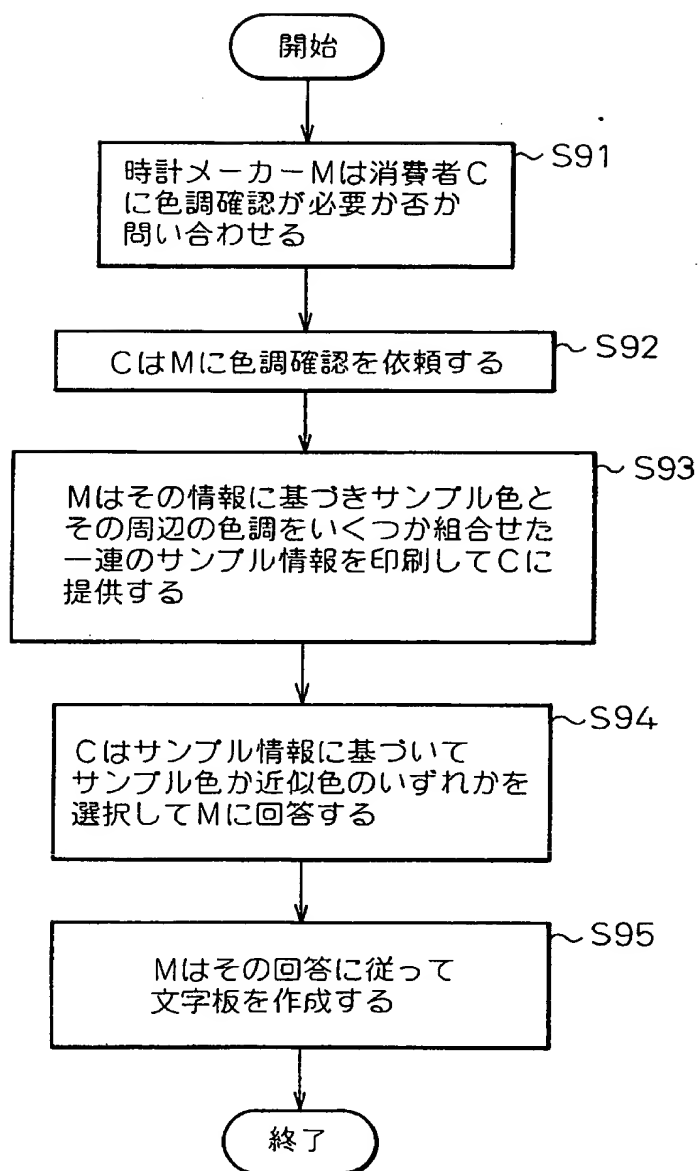 開始
S91
時計メーカーMは消費者C
に色調確認が必要か否か
問い合わせる
S92
CはMに色調確認を依頼する
S93
Mはその情報に基づきサンプル色と
その周辺の色調をいくつか組合せた
一連のサンプル情報を印刷してCに
提供する
S94
Cはサンプル情報に基づいて
サンプル色か近似色のいずれかを
選択してMに回答する
S95
Mはその回答に従って
文字板を作成する
終了